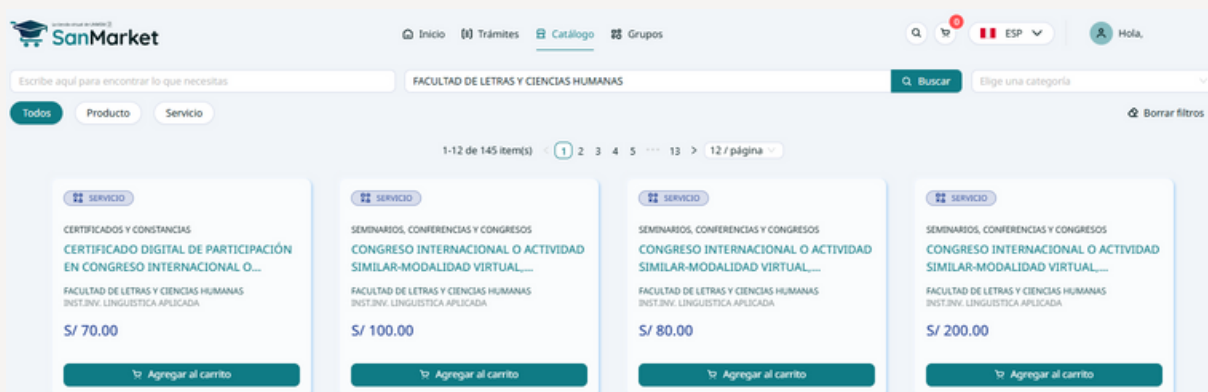 La tienda virtual de UNMSM
SanMarket
Inicio
Trámites
Catálogo
Grupos
0
ESP
Hola,
Escribe aquí para encontrar lo que necesitas
FACULTAD DE LETRAS Y CIENCIAS HUMANAS
Buscar
Elige una categoría
Todos
Producto
Servicio
Borrar filtros
1-12 de 145 item(s)
1 2 3 4 5 ... 13
12 / página
SERVICIO
CERTIFICADOS Y CONSTANCIAS
CERTIFICADO DIGITAL DE PARTICIPACIÓN
EN CONGRESO INTERNACIONAL O...
FACULTAD DE LETRAS Y CIENCIAS HUMANAS
INST.INV. LINGUISTICA APLICADA
S/ 70.00
Agregar al carrito
SERVICIO
SEMINARIOS, CONFERENCIAS Y CONGRESOS
CONGRESO INTERNACIONAL O ACTIVIDAD
SIMILAR-MODALIDAD VIRTUAL,...
FACULTAD DE LETRAS Y CIENCIAS HUMANAS
INST.INV. LINGUISTICA APLICADA
S/ 100.00
Agregar al carrito
SERVICIO
SEMINARIOS, CONFERENCIAS Y CONGRESOS
CONGRESO INTERNACIONAL O ACTIVIDAD
SIMILAR-MODALIDAD VIRTUAL,...
FACULTAD DE LETRAS Y CIENCIAS HUMANAS
INST.INV. LINGUISTICA APLICADA
S/ 80.00
Agregar al carrito
SERVICIO
SEMINARIOS, CONFERENCIAS Y CONGRESOS
CONGRESO INTERNACIONAL O ACTIVIDAD
SIMILAR-MODALIDAD VIRTUAL,...
FACULTAD DE LETRAS Y CIENCIAS HUMANAS
INST.INV. LINGUISTICA APLICADA
S/ 200.00
Agregar al carrito